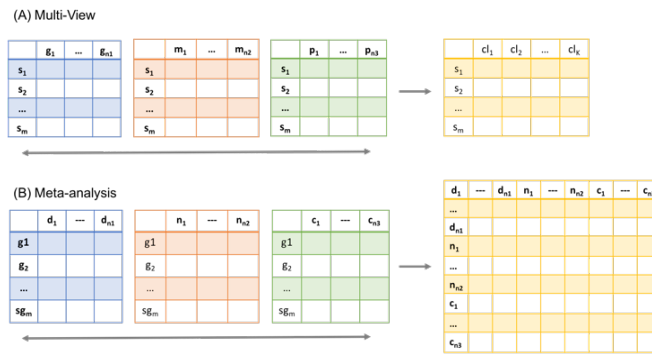 (A) Multi-View
g1 ... gn1
s1
s2
...
sm
m1 ... mn2
s1
s2
...
sm
p1 ... pn3
s1
s2
...
sm
cl1 cl2 ... clK
s1
s2
...
sm
(B) Meta-analysis
d1 --- dn1
g1
g2
...
sgm
n1 --- nn2
g1
g2
...
sgm
c1 --- cn3
g1
g2
...
sgm
d1 --- dn1 n1 --- nn2 c1 --- cn
...
dn1
n1
...
nn2
c1
...
cn3